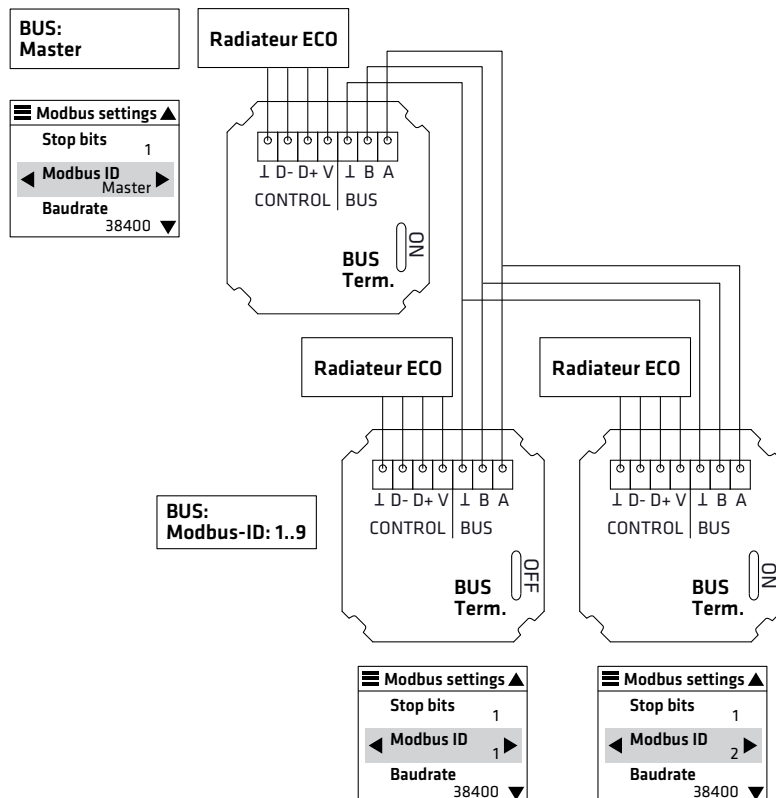 BUS:
Master
Radiateur ECO
Modbus settings
Stop bits
1
Modbus ID
Master
Baudrate
38400
⊥ D- D+ V ⊥ B A
CONTROL BUS
BUS
Term.
ON
Radiateur ECO
Radiateur ECO
BUS:
Modbus-ID: 1..9
⊥ D- D+ V ⊥ B A
CONTROL BUS
BUS
Term.
OFF
⊥ D- D+ V ⊥ B A
CONTROL BUS
BUS
Term.
ON
Modbus settings
Stop bits
1
Modbus ID
1
Baudrate
38400
Modbus settings
Stop bits
1
Modbus ID
2
Baudrate
38400